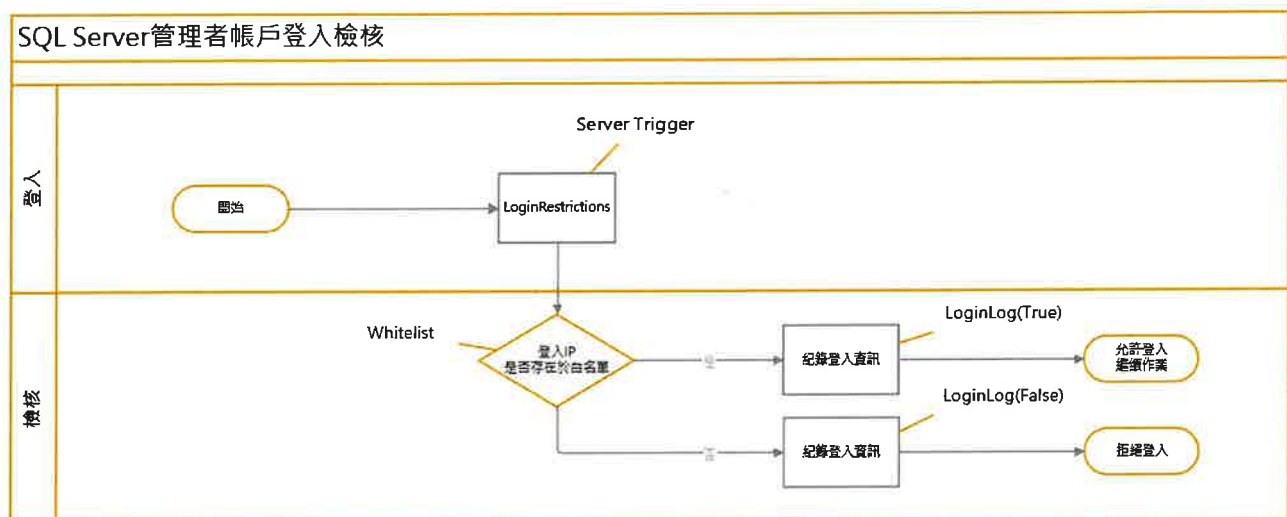 SQL Server管理者帳戶登入檢核
登入
Server Trigger
開始
LoginRestrictions
檢核
Whitelist
登入IP
是否存在於白名單
是
紀錄登入資訊
LoginLog(True)
允許登入
繼續作業
否
紀錄登入資訊
LoginLog(False)
拒絕登入